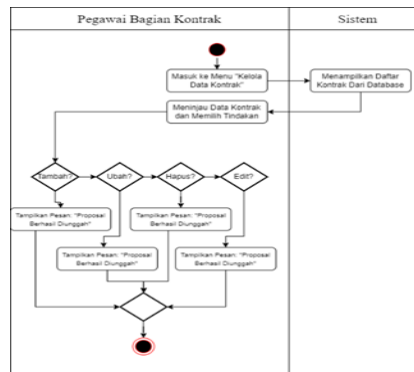 Pegawai Bagian Kontrak
Sistem
Masuk ke Menu "Kelola
Data Kontrak"
Menampilkan Daftar
Kontrak Dari Database
Meninjau Data Kontrak
dan Memilih Tindakan
Tambah?
Ubah?
Hapus?
Edit?
Tampilkan Pesan: "Proposal
Berhasil Diunggah"
Tampilkan Pesan: "Proposal
Berhasil Diunggah"
Tampilkan Pesan: "Proposal
Berhasil Diunggah"
Tampilkan Pesan: "Proposal
Berhasil Diunggah"